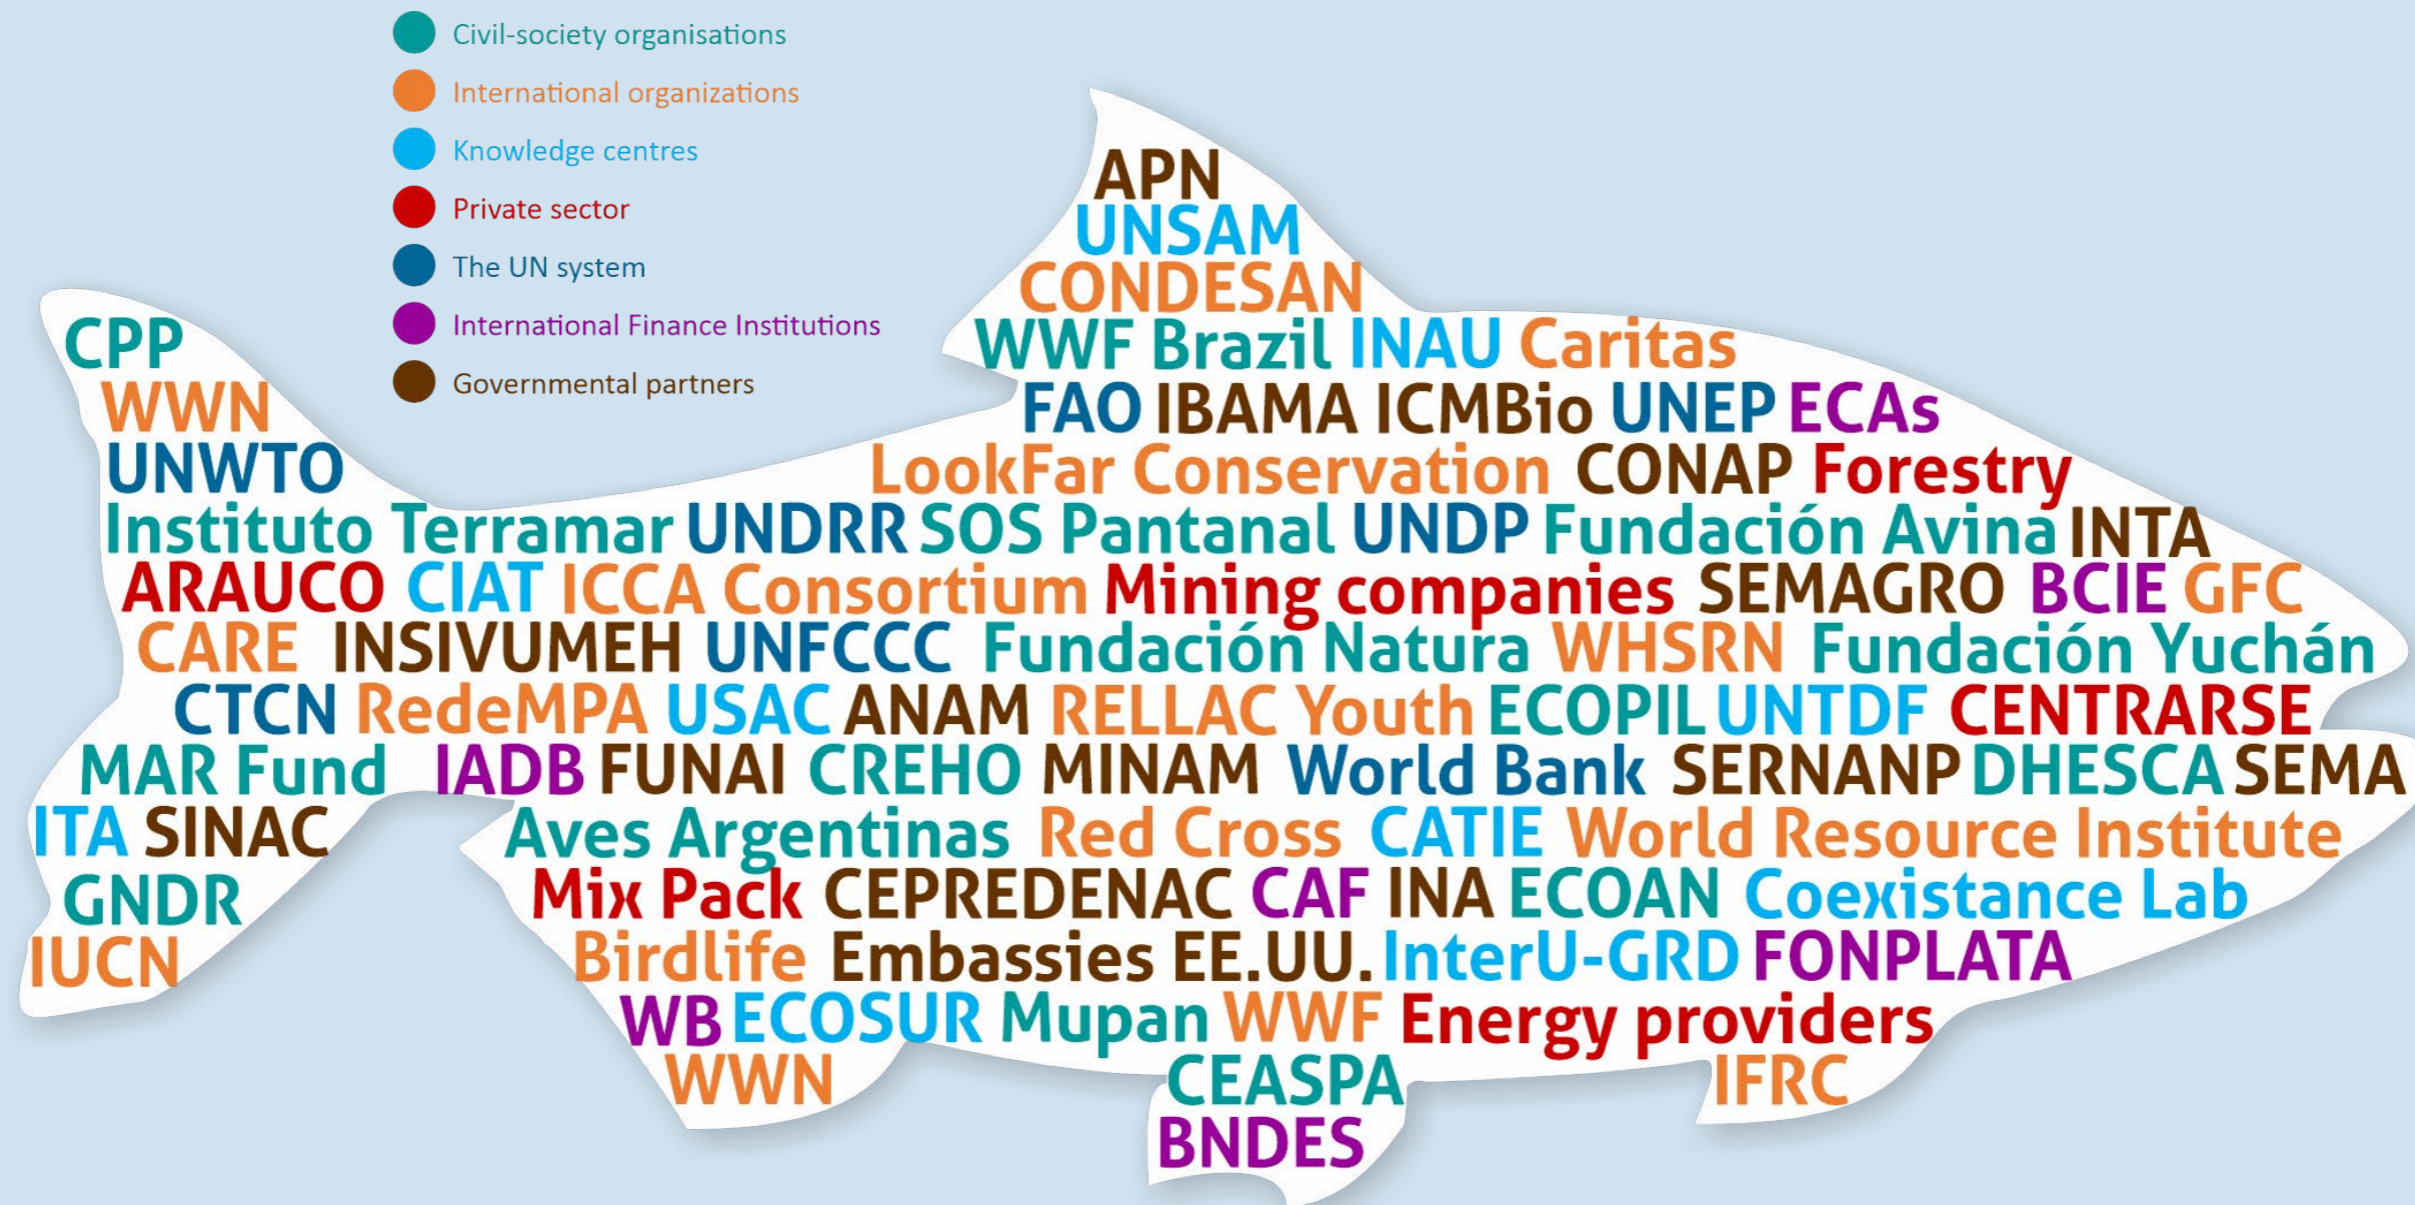 Civil-society organisations
International organizations
Knowledge centres
Private sector
The UN system
International Finance Institutions
Governmental partners
APN
UNSAM
CONDESAN
CPP
WWF Brazil INAU Caritas
WWN
FAO IBAMA ICMBio UNEP ECAs
UNWTO
LookFar Conservation CONAP Forestry
Instituto Terramar UNDRR SOS Pantanal UNDP Fundación Avina INTA
ARAUCO CIAT ICCA Consortium Mining companies SEMAGRO BCIE GFC
CARE INSIVUMEH UNFCCC Fundación Natura WHSRN Fundación Yuchán
CTCN RedeMPA USAC ANAM RELLAC Youth ECOPIL UNTDF CENTRARSE
MAR Fund IADB FUNAI CREHO MINAM World Bank SERNANP DHESCA SEMA
ITA SINAC Aves Argentinas Red Cross CATIE World Resource Institute
GNDR Mix Pack CEPREDENAC CAF INA ECOAN Coexistance Lab
IUCN Birdlife Embassies EE.UU. InterU-GRD FONPLATA
WB ECOSUR Mupan WWF Energy providers
WWN CEASPA IFRC
BNDES